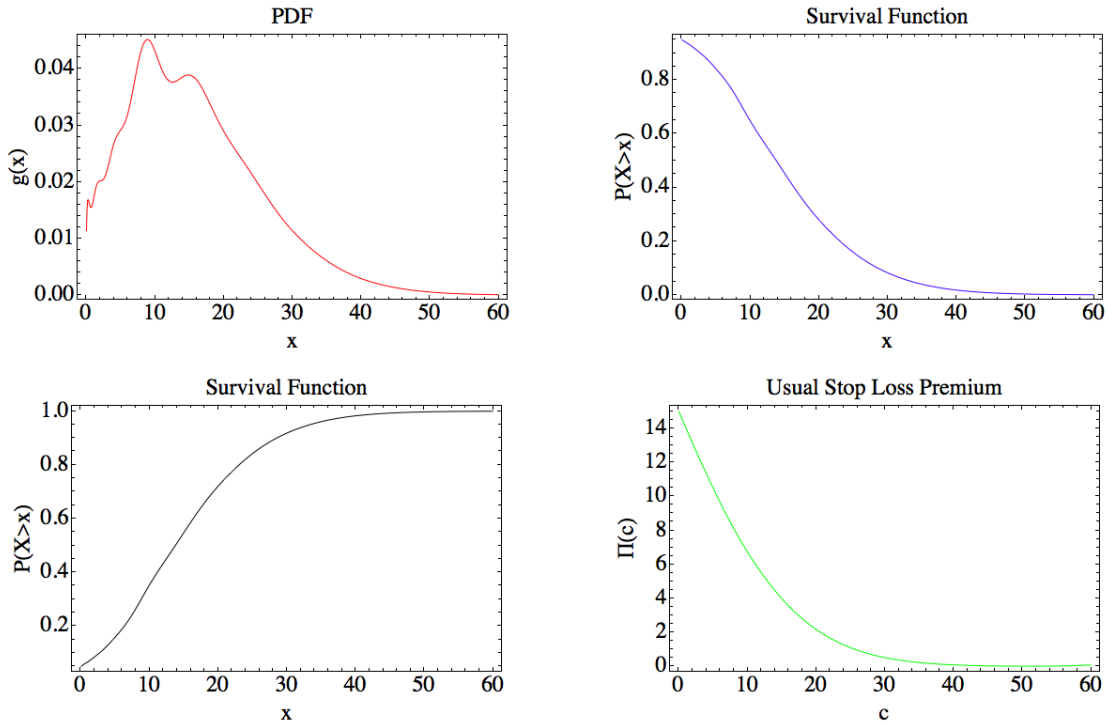 PDF
g(x)
0.04
0.03
0.02
0.01
0.00
0 10 20 30 40 50 60
x
Survival Function
P(X>x)
0.8
0.6
0.4
0.2
0.0
0 10 20 30 40 50 60
x
Survival Function
P(X>x)
1.0
0.8
0.6
0.4
0.2
0 10 20 30 40 50 60
x
Usual Stop Loss Premium
Π(c)
14
12
10
8
6
4
2
0
0 10 20 30 40 50 60
c